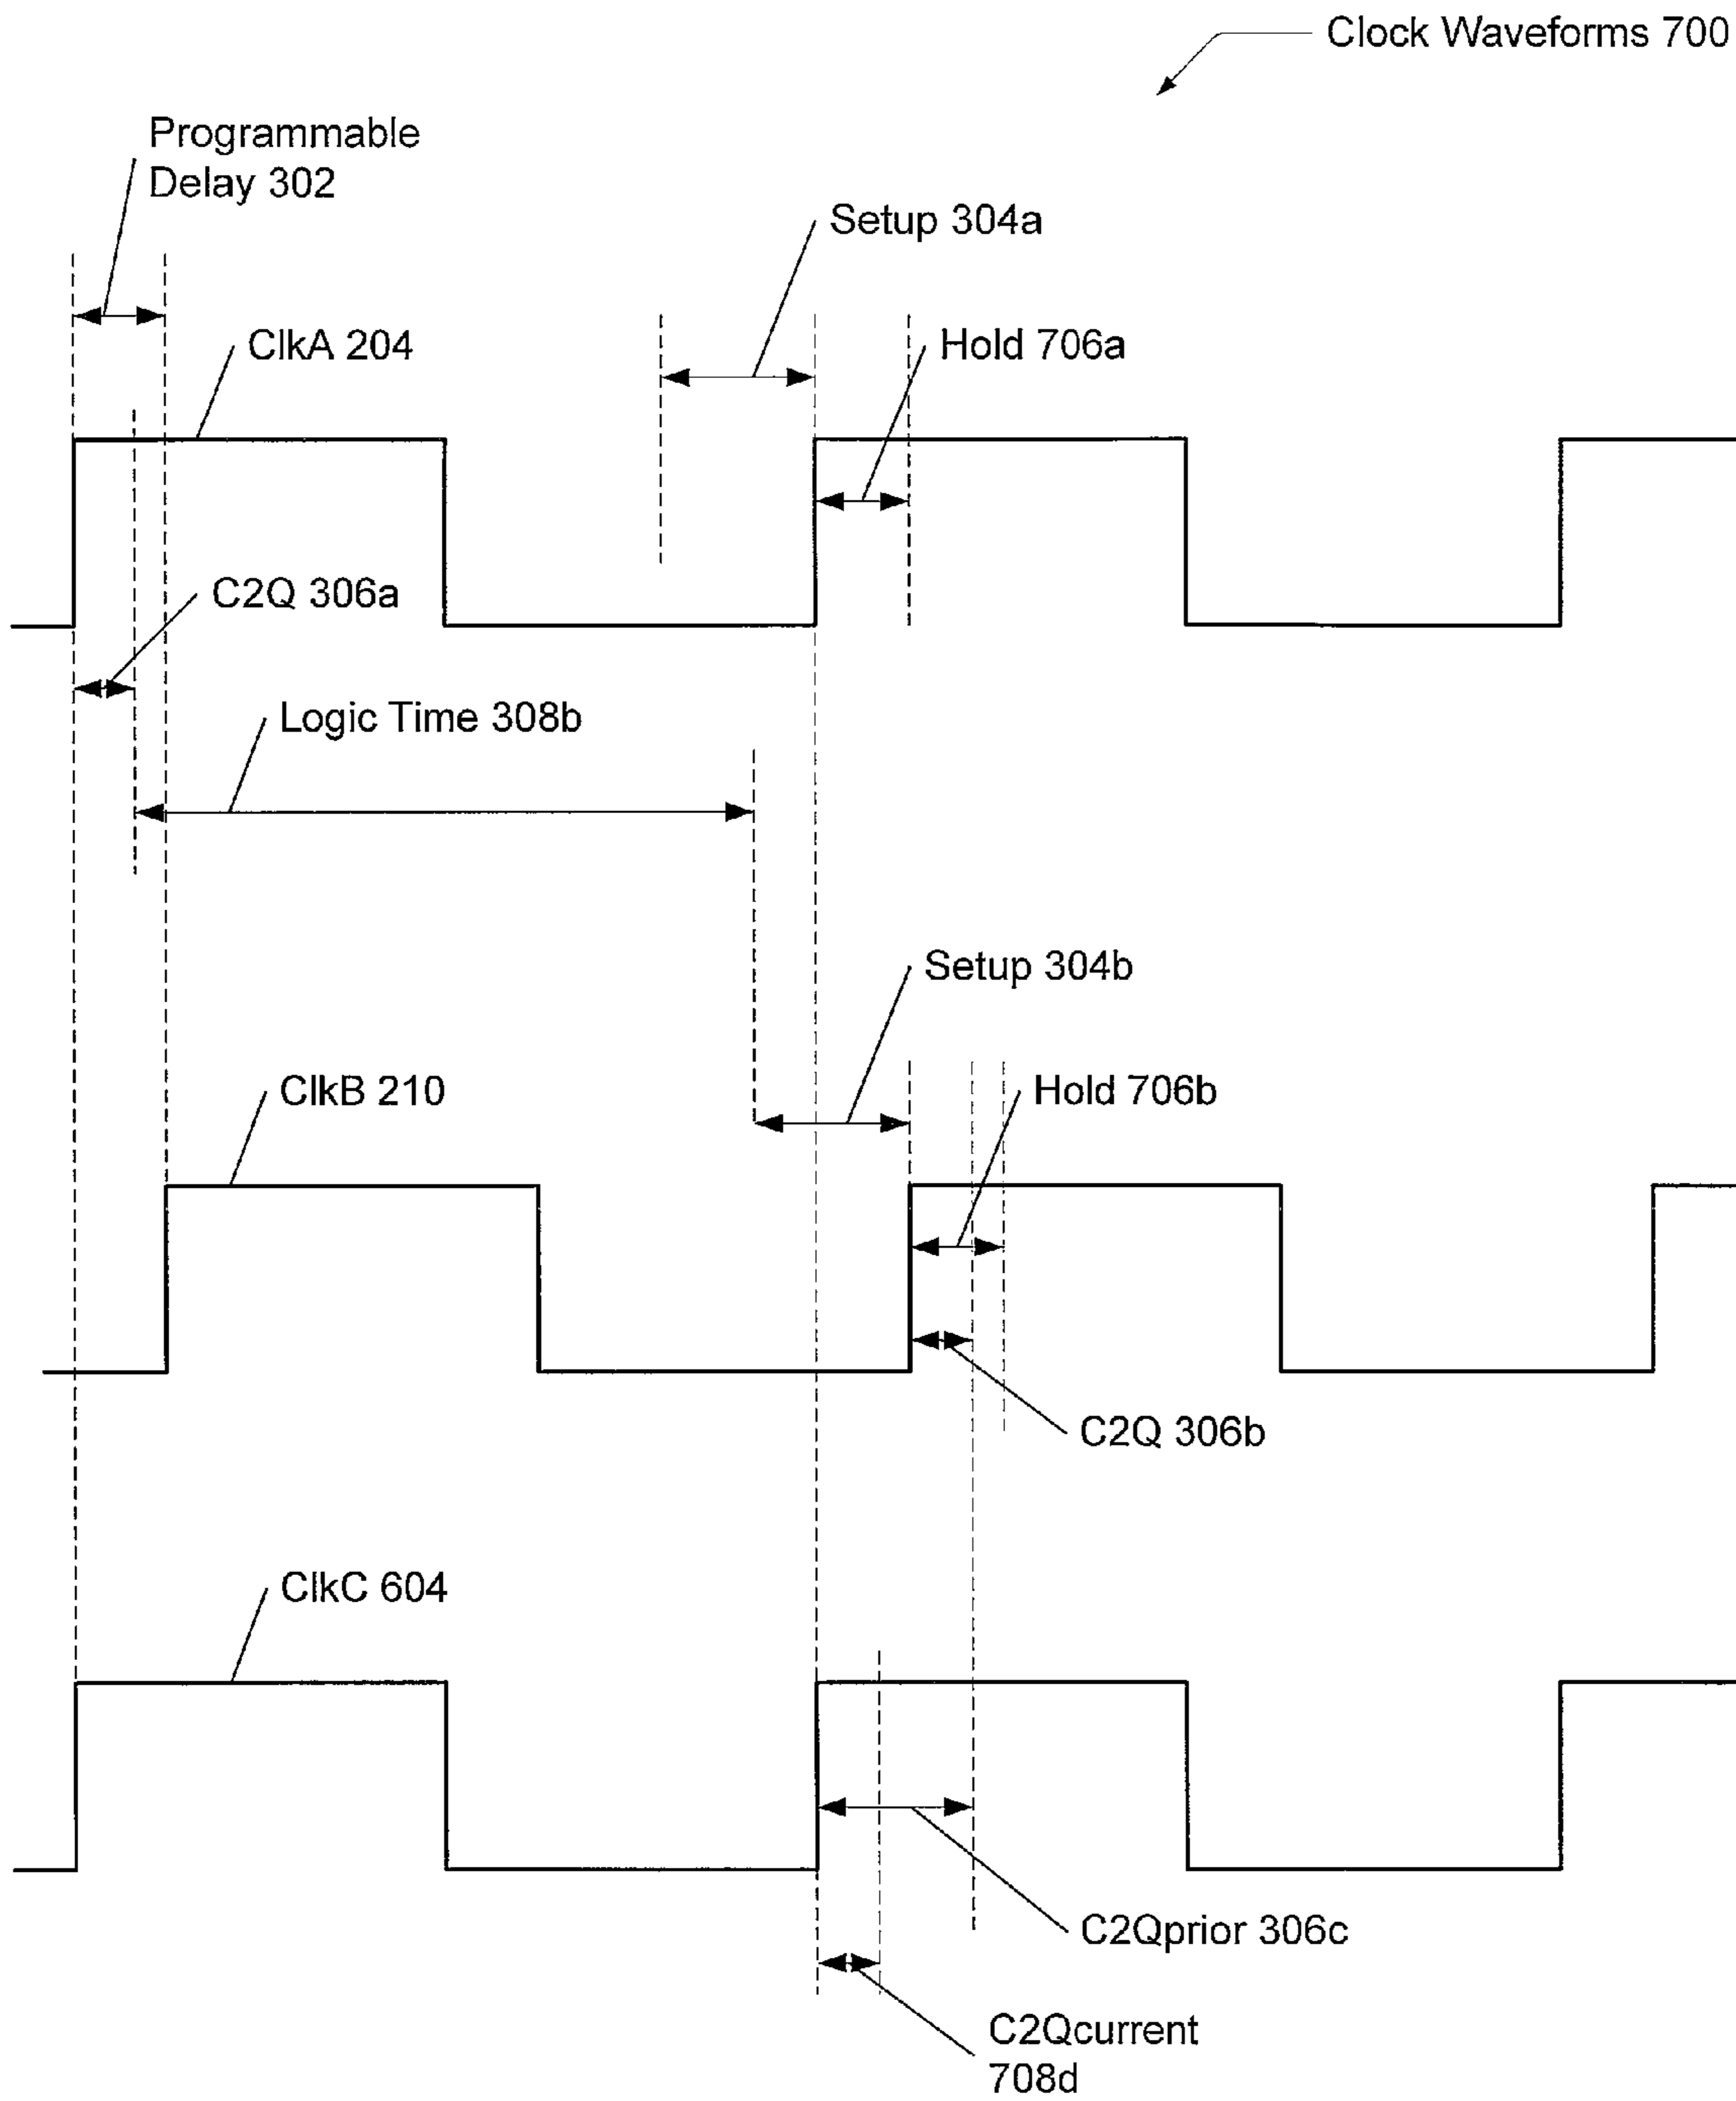 Clock Waveforms 700
Programmable
Delay 302
Setup 304a
ClkA 204
Hold 706a
C2Q 306a
Logic Time 308b
Setup 304b
ClkB 210
Hold 706b
C2Q 306b
ClkC 604
C2Qprior 306c
C2Qcurrent
708d